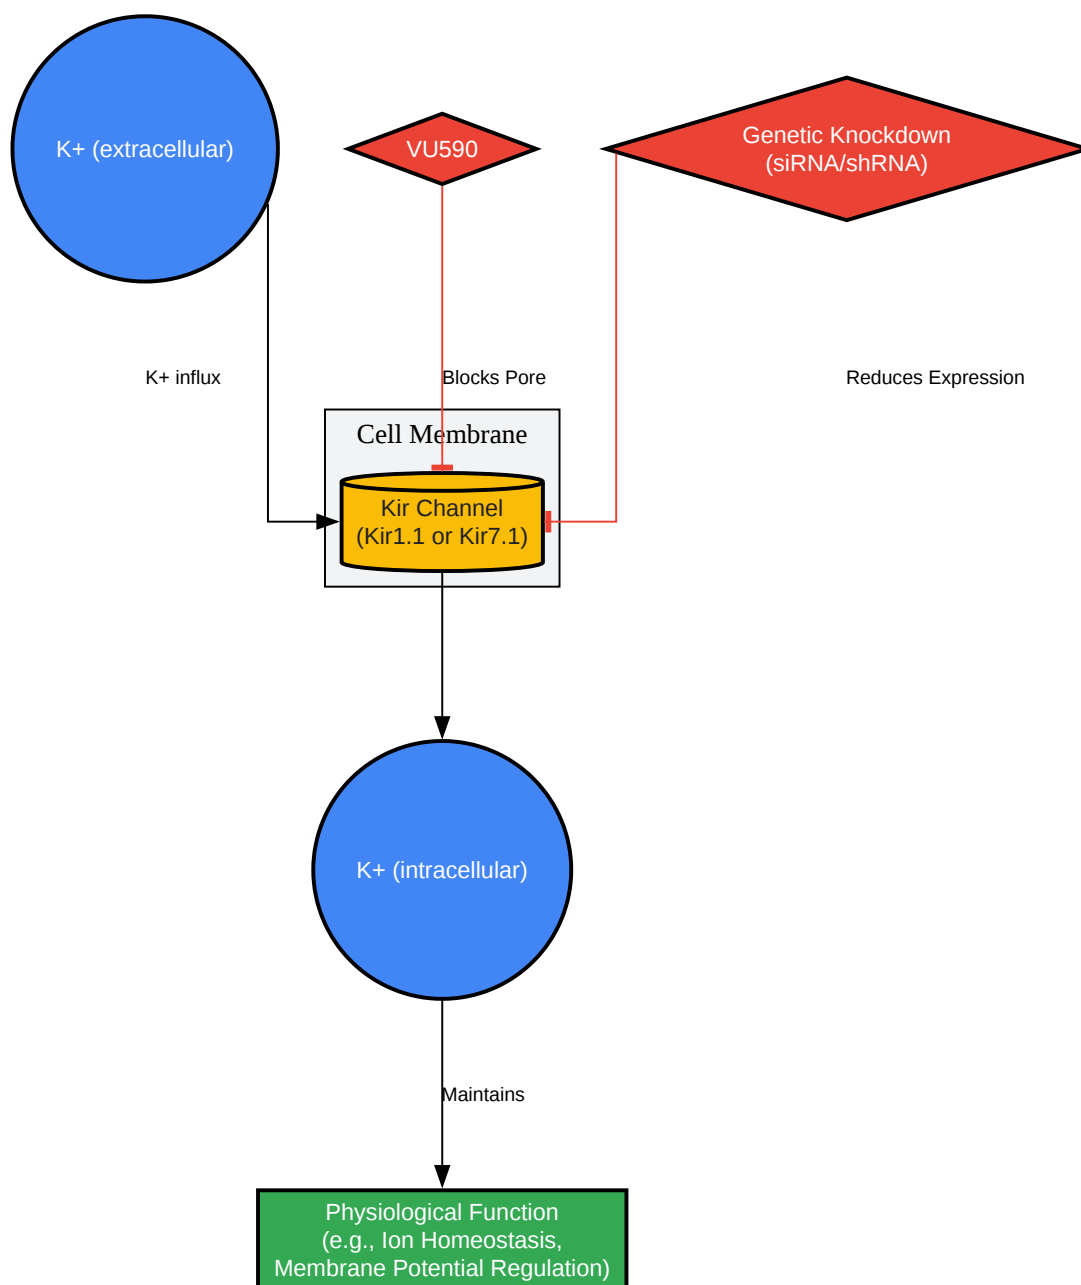 K+ (extracellular)
VU590
Genetic Knockdown
(siRNA/shRNA)
K+ influx
Blocks Pore
Reduces Expression
Cell Membrane
Kir Channel
(Kir1.1 or Kir7.1)
K+ (intracellular)
Maintains
Physiological Function
(e.g., Ion Homeostasis,
Membrane Potential Regulation)